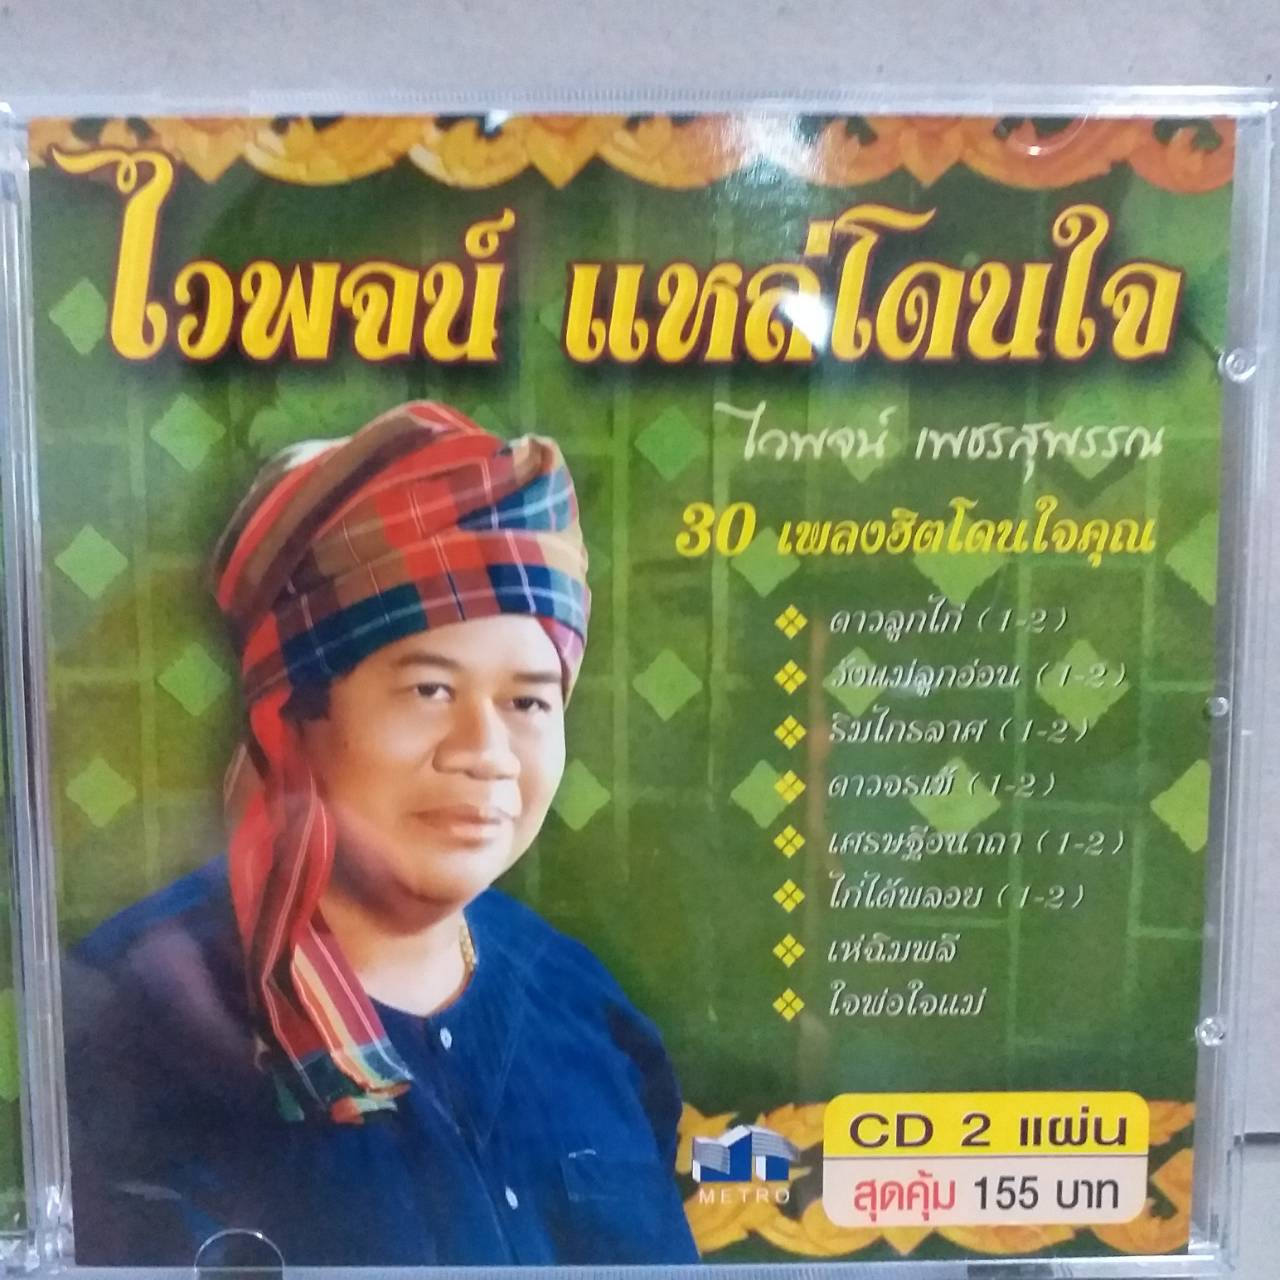 ไวพจน์ แหล่โดนใจ
ไวพจน์ เพชรสุพรรณ
30 เพลงฮิตโดนใจคุณ
ดาวลูกไก่ (1-2)
วังแม่ลูกอ่อน (1-2)
ริมไกรลาศ (1-2)
ดาวจรเข้ (1-2)
เศรษฐีอนาถา (1-2)
ไก่ได้พลอย (1-2)
เห่ฉิมพลี
ใจพ่อใจแม่
CD 2 แผ่น
METRO
สุดคุ้ม 155 บาท